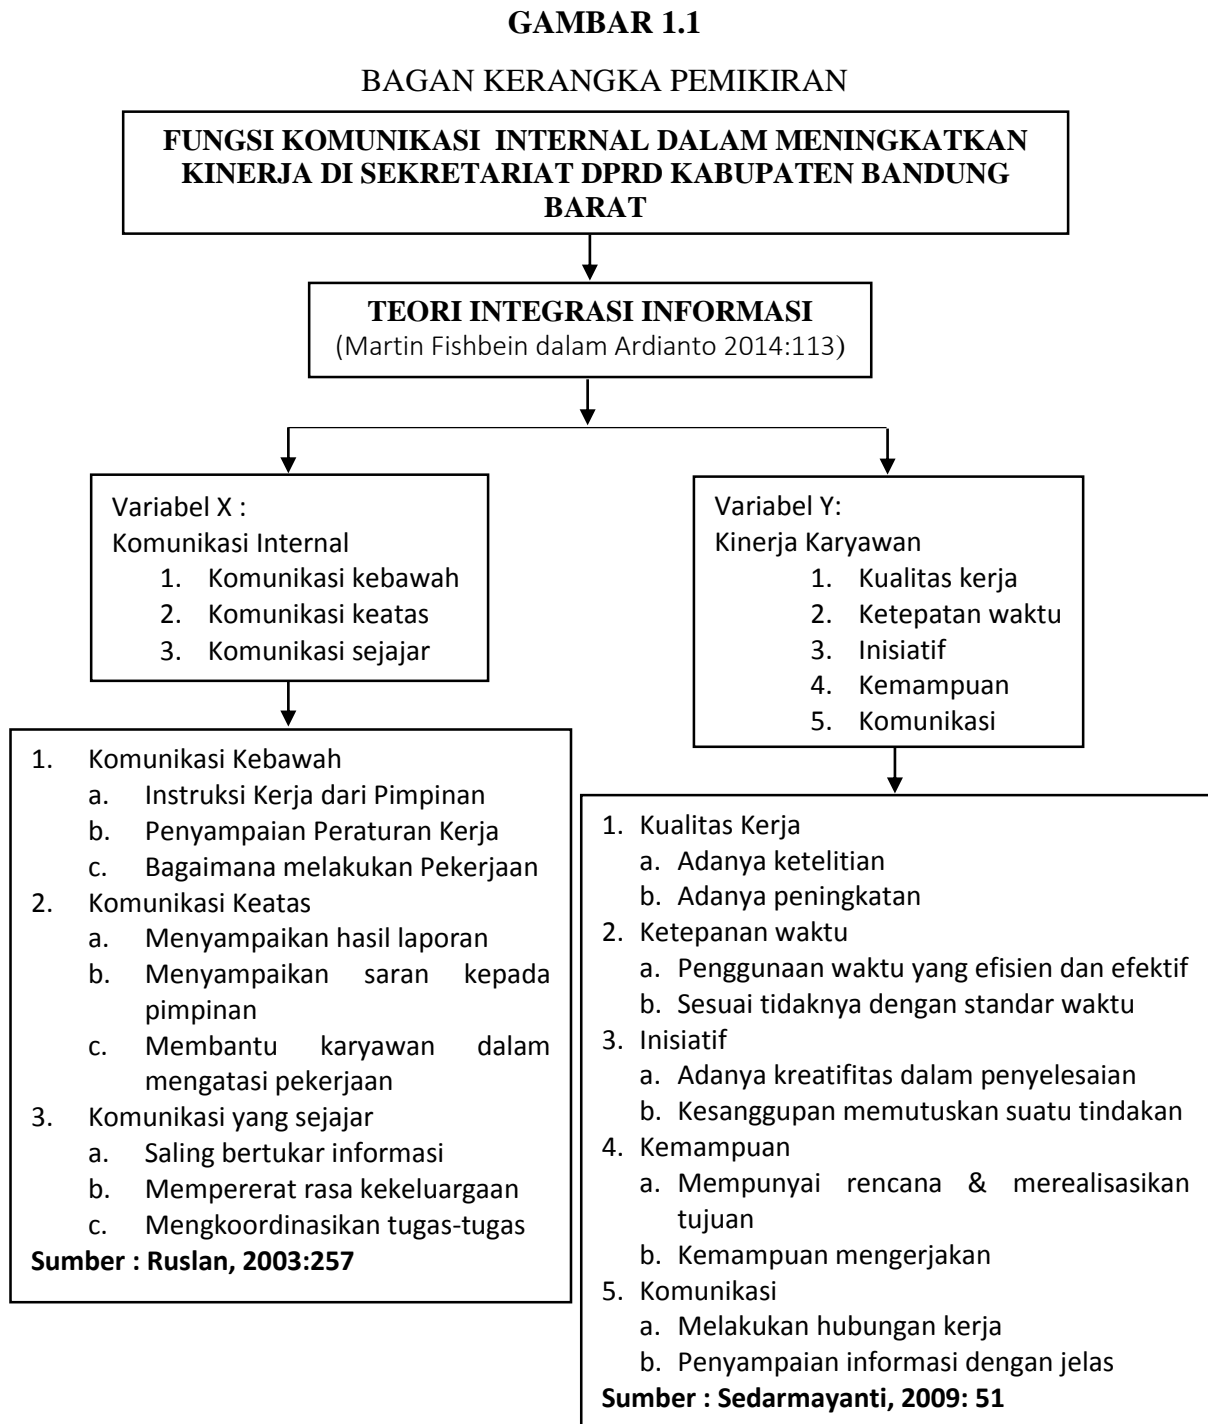 GAMBAR 1.1
BAGAN KERANGKA PEMIKIRAN
FUNGSI KOMUNIKASI INTERNAL DALAM MENINGKATKAN
KINERJA DI SEKRETARIAT DPRD KABUPATEN BANDUNG
BARAT
TEORI INTEGRASI INFORMASI
(Martin Fishbein dalam Ardianto 2014:113)
Variabel X :
Komunikasi Internal
1. Komunikasi kebawah
2. Komunikasi keatas
3. Komunikasi sejajar
Variabel Y:
Kinerja Karyawan
1. Kualitas kerja
2. Ketepatan waktu
3. Inisiatif
4. Kemampuan
5. Komunikasi
1. Komunikasi Kebawah
a. Instruksi Kerja dari Pimpinan
b. Penyampaian Peraturan Kerja
c. Bagaimana melakukan Pekerjaan
2. Komunikasi Keatas
a. Menyampaikan hasil laporan
b. Menyampaikan saran kepada
pimpinan
c. Membantu karyawan dalam
mengatasi pekerjaan
3. Komunikasi yang sejajar
a. Saling bertukar informasi
b. Mempererat rasa kekeluargaan
c. Mengkoordinasikan tugas-tugas
Sumber : Ruslan, 2003:257
1. Kualitas Kerja
a. Adanya ketelitian
b. Adanya peningkatan
2. Ketepanan waktu
a. Penggunaan waktu yang efisien dan efektif
b. Sesuai tidaknya dengan standar waktu
3. Inisiatif
a. Adanya kreatifitas dalam penyelesaian
b. Kesanggupan memutuskan suatu tindakan
4. Kemampuan
a. Mempunyai rencana & merealisasikan
tujuan
b. Kemampuan mengerjakan
5. Komunikasi
a. Melakukan hubungan kerja
b. Penyampaian informasi dengan jelas
Sumber : Sedarmayanti, 2009: 51